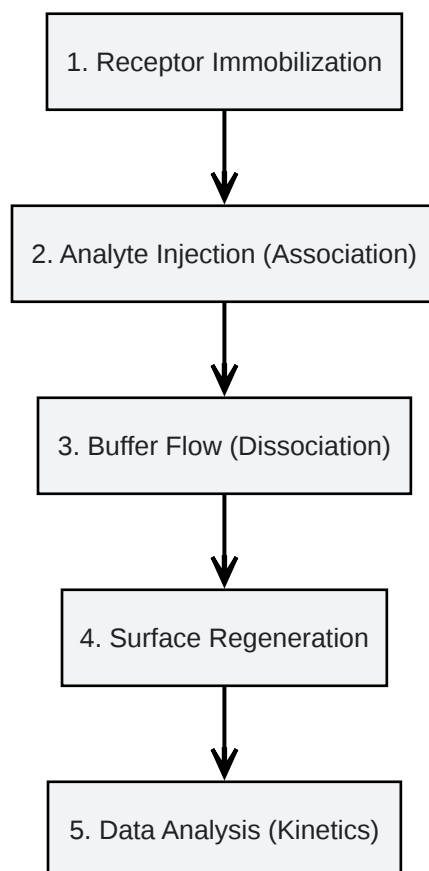 1. Receptor Immobilization
2. Analyte Injection (Association)
3. Buffer Flow (Dissociation)
4. Surface Regeneration
5. Data Analysis (Kinetics)